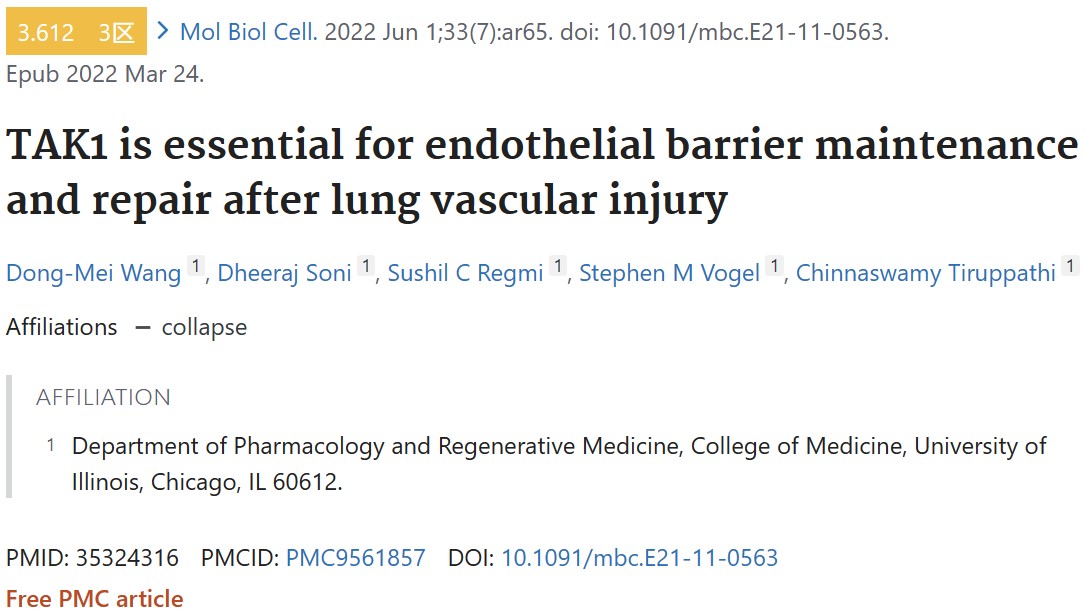 3.612 3区 > Mol Biol Cell. 2022 Jun 1;33(7):ar65. doi: 10.1091/mbc.E21-11-0563.
Epub 2022 Mar 24.
TAK1 is essential for endothelial barrier maintenance
and repair after lung vascular injury
Dong-Mei Wang 1, Dheeraj Soni 1, Sushil C Regmi 1, Stephen M Vogel 1, Chinnaswamy Tiruppathi 1
Affiliations — collapse
AFFILIATION
1 Department of Pharmacology and Regenerative Medicine, College of Medicine, University of
Illinois, Chicago, IL 60612.
PMID: 35324316 PMCID: PMC9561857 DOI: 10.1091/mbc.E21-11-0563
Free PMC article